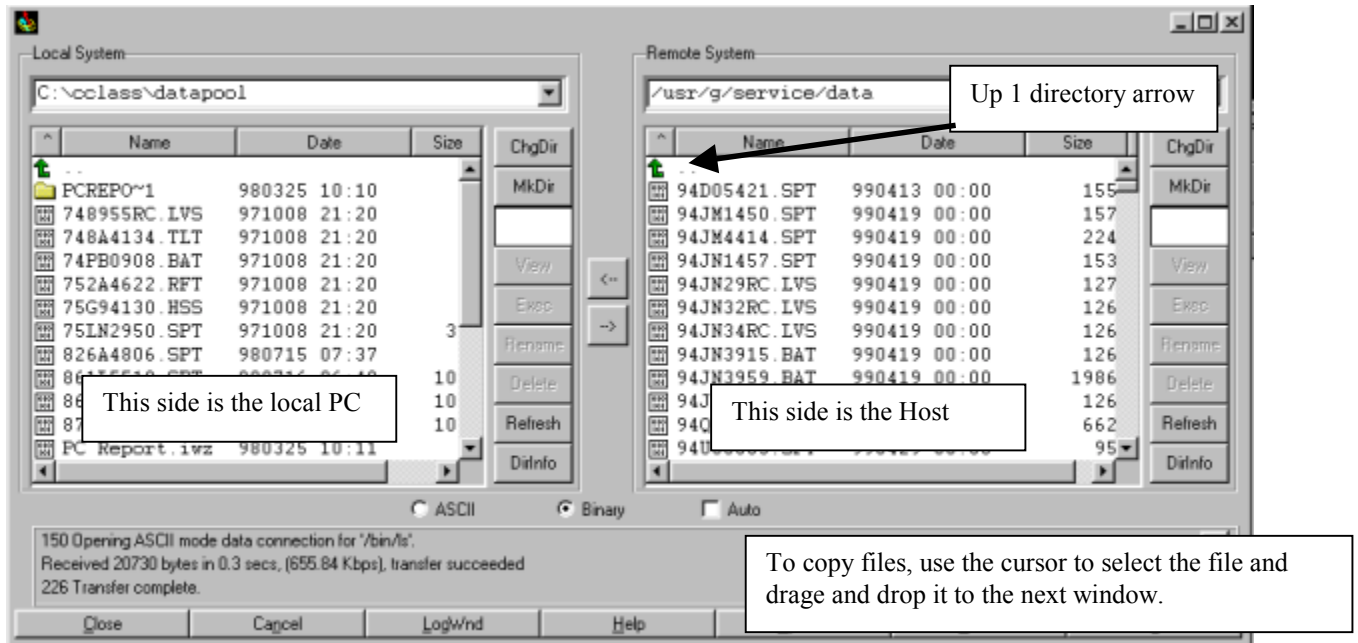 Local System
C:\cclass\datapool
^ Name Date Size
..
PCREPO~1 980325 10:10
748955RC.LVS 971008 21:20
748A4134.TLT 971008 21:20
74PB0908.BAT 971008 21:20
752A4622.RFT 971008 21:20
75G94130.HSS 971008 21:20
75LN2950.SPT 971008 21:20 3
826A4806.SPT 980715 07:37
10
10
10
PC Report.iwz 980325 10:11
This side is the local PC
ChgDir
MkDir
View
Exec
Rename
Delete
Refresh
DirInfo
<--
-->
Remote System
/usr/g/service/data
Up 1 directory arrow
^ Name Date Size
..
94D05421.SPT 990413 00:00 155
94JM1450.SPT 990419 00:00 157
94JM4414.SPT 990419 00:00 224
94JN1457.SPT 990419 00:00 153
94JN29RC.LVS 990419 00:00 127
94JN32RC.LVS 990419 00:00 126
94JN34RC.LVS 990419 00:00 126
94JN3915.BAT 990419 00:00 126
94JN3959.BAT 990419 00:00 1986
126
662
95
This side is the Host
ChgDir
MkDir
View
Exec
Rename
Delete
Refresh
DirInfo
ASCII Binary Auto
150 Opening ASCII mode data connection for '/bin/ls'.
Received 20730 bytes in 0.3 secs, (655.84 Kbps), transfer succeeded
226 Transfer complete.
To copy files, use the cursor to select the file and
drage and drop it to the next window.
Close Cancel LogWnd Help